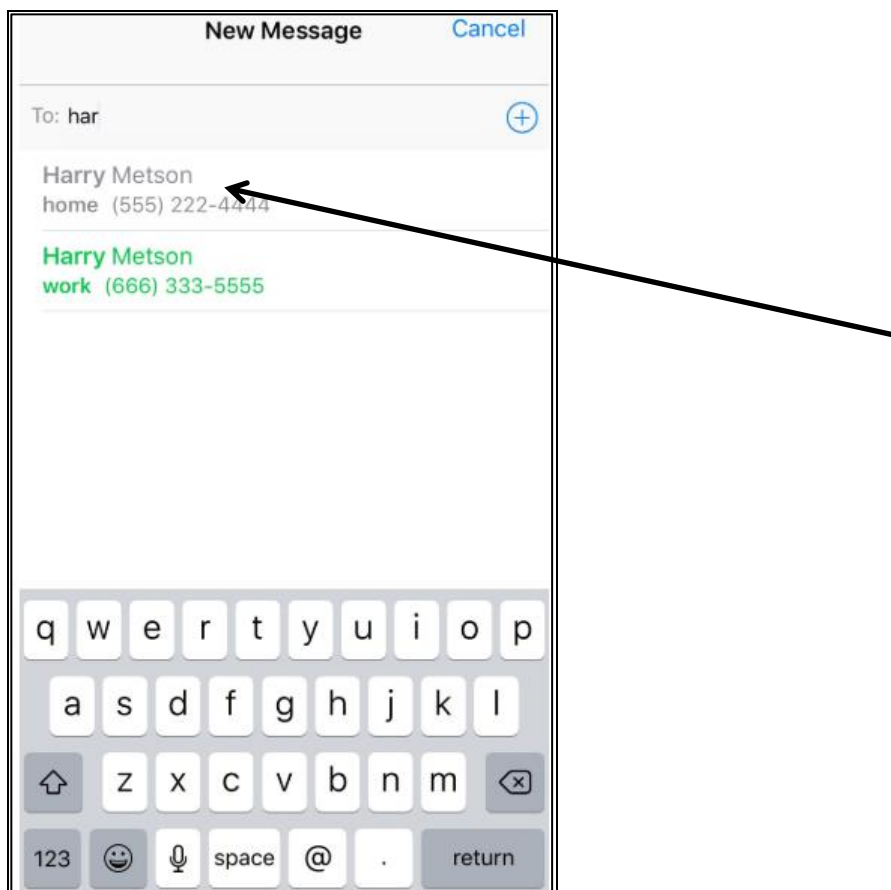 New Message Cancel
To: har
Harry Metson
home (555) 222-4444
Harry Metson
work (666) 333-5555
q w e r t y u i o p
a s d f g h j k l
z x c v b n m
123 space @ . return